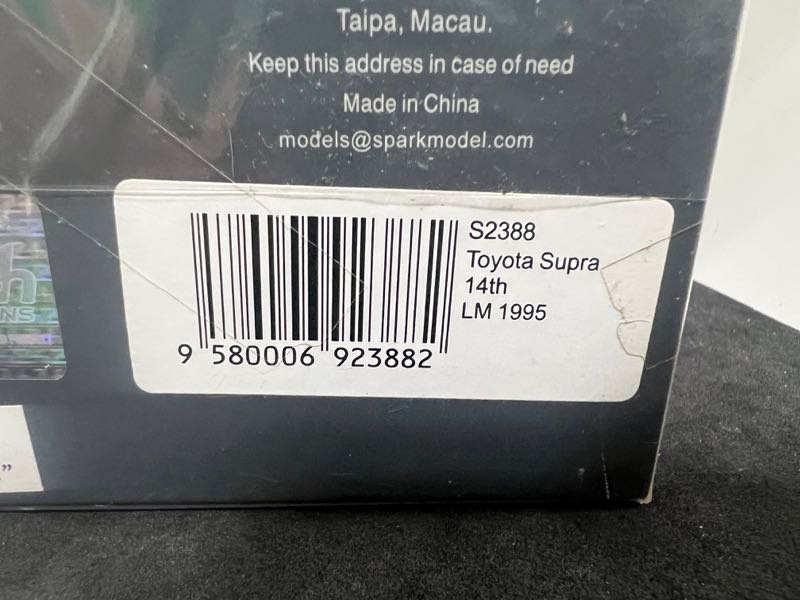 Taipa, Macau.
Keep this address in case of need
Made in China
models@sparkmodel.com
S2388
Toyota Supra
14th
LM 1995
9 580006 923882